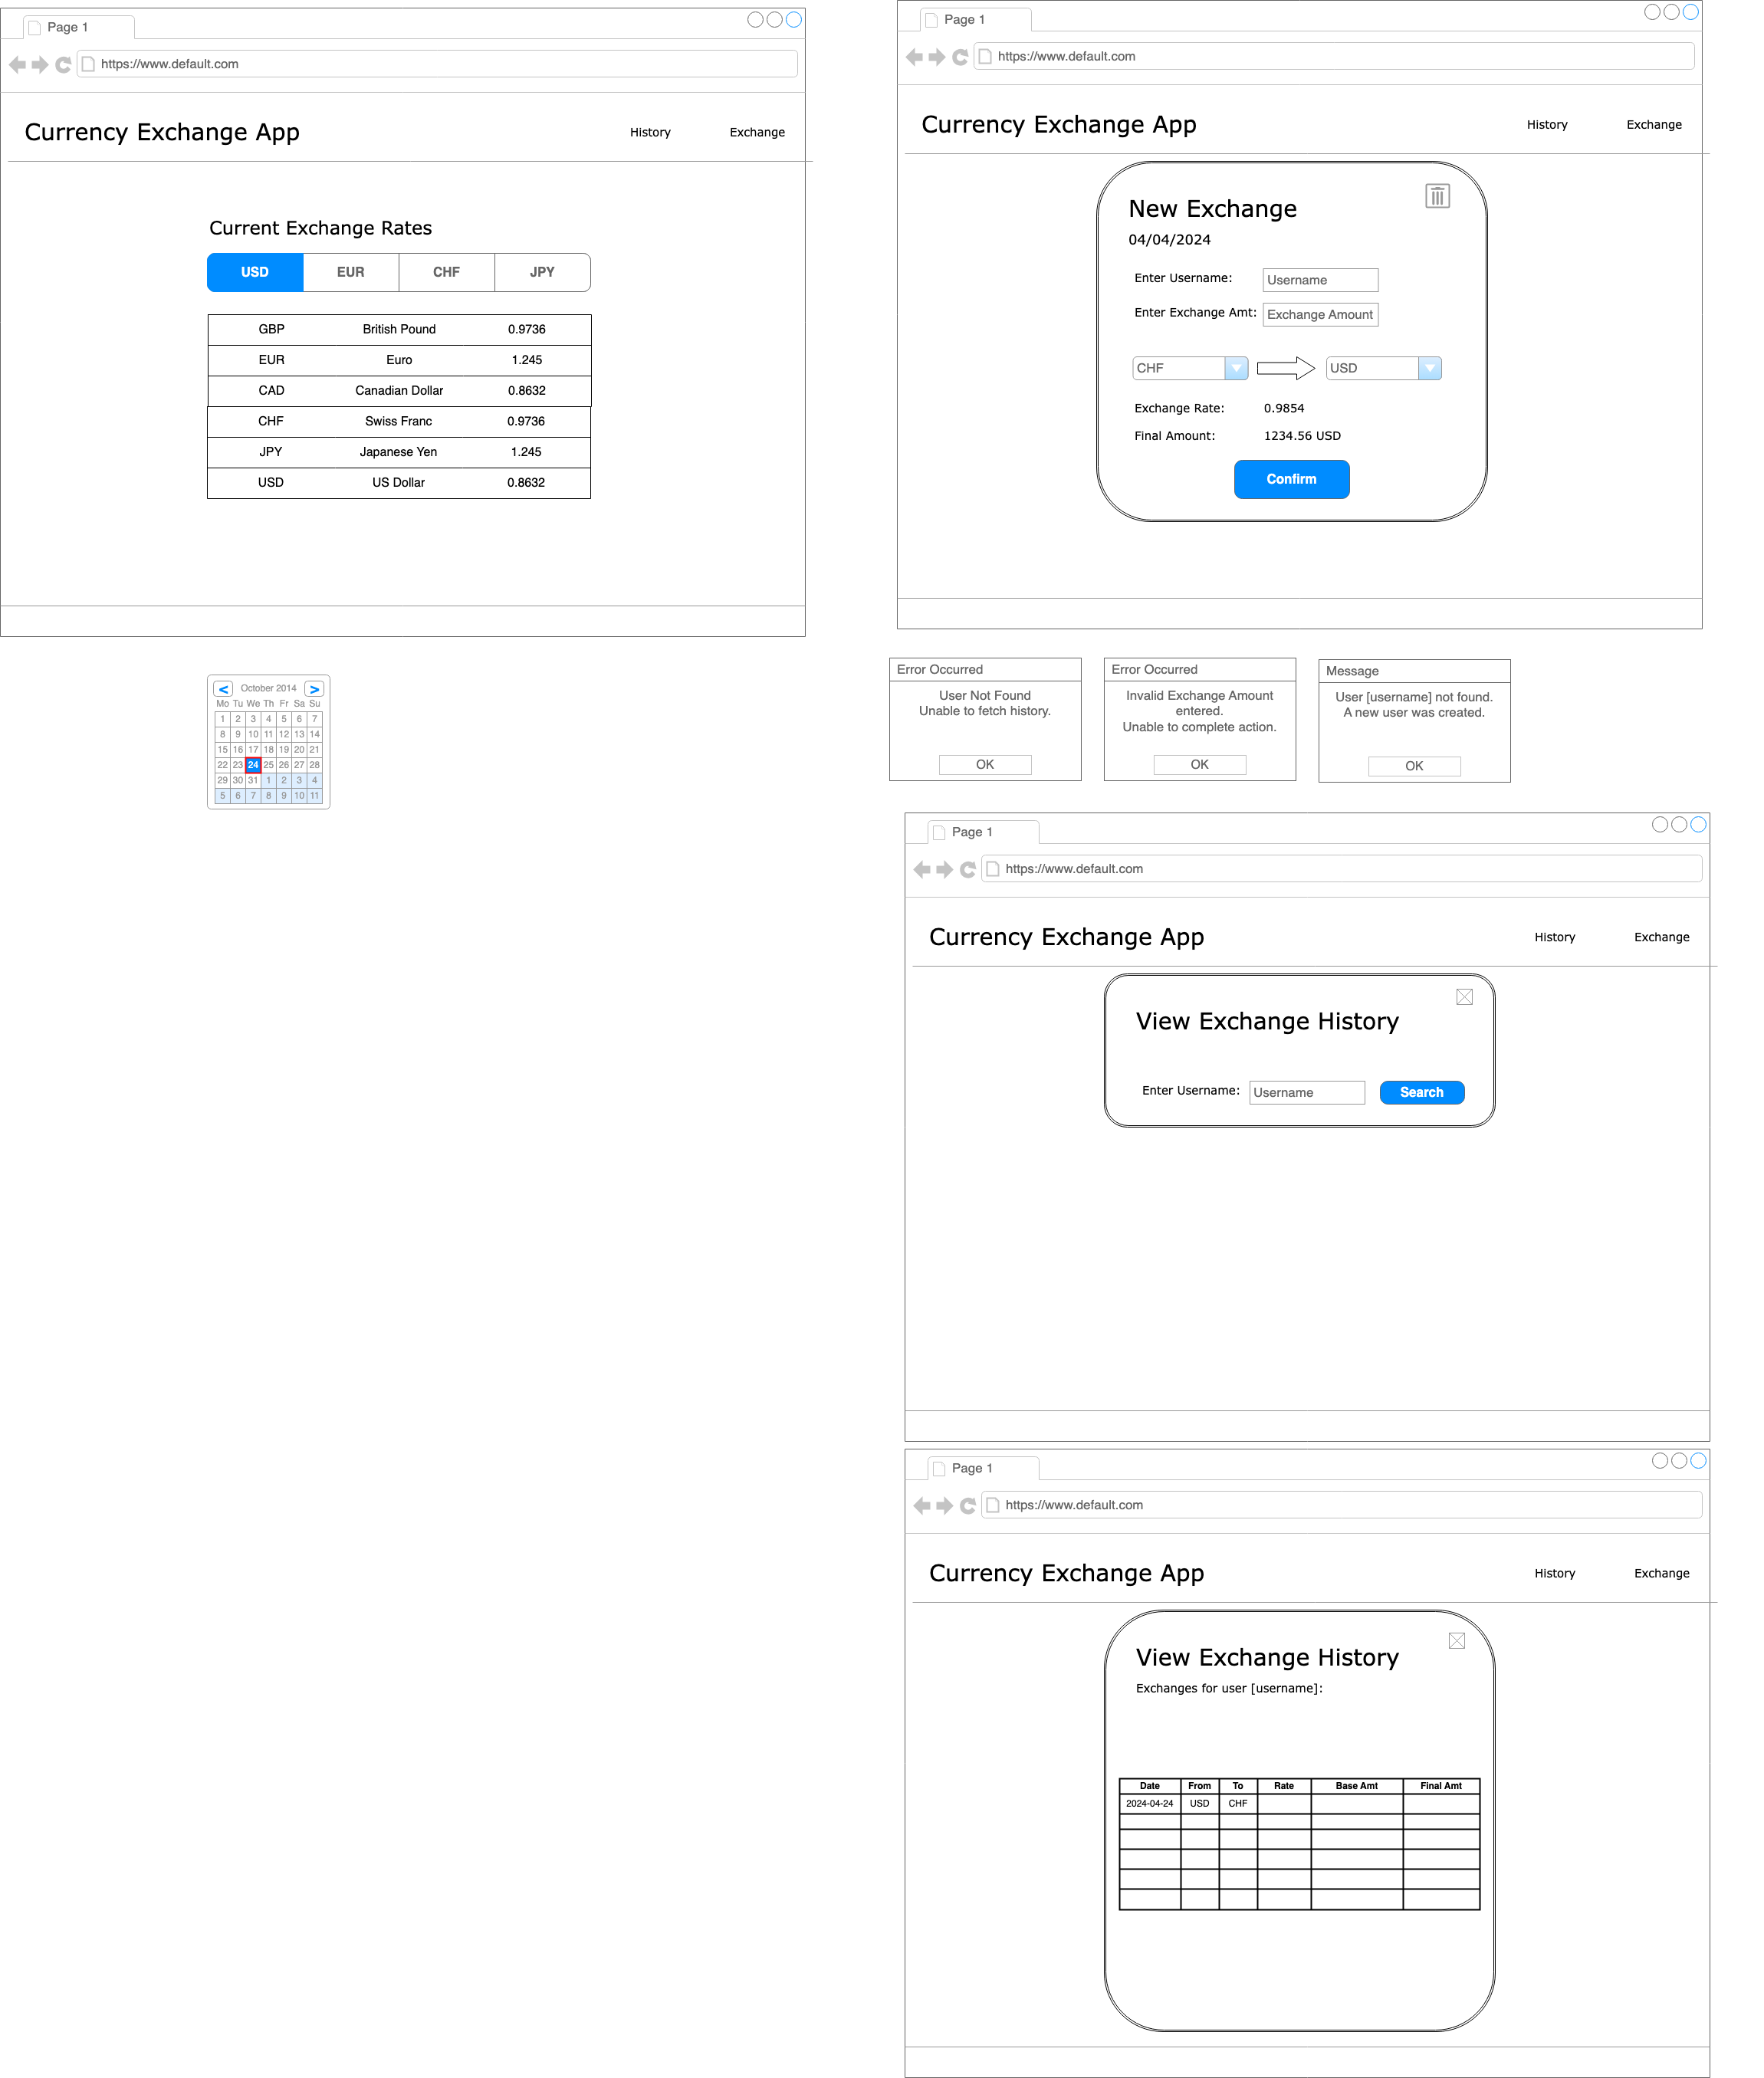 Page 1
https://www.default.com
Currency Exchange App History Exchange
Current Exchange Rates
USD EUR CHF JPY
GBP British Pound 0.9736
EUR Euro 1.245
CAD Canadian Dollar 0.8632
CHF Swiss Franc 0.9736
JPY Japanese Yen 1.245
USD US Dollar 0.8632
< October 2014 >
Mo Tu We Th Fr Sa Su
1 2 3 4 5 6 7
8 9 10 11 12 13 14
15 16 17 18 19 20 21
22 23 24 25 26 27 28
29 30 31 1 2 3 4
5 6 7 8 9 10 11
Page 1
https://www.default.com
Currency Exchange App History Exchange
New Exchange
04/04/2024
Enter Username: Username
Enter Exchange Amt: Exchange Amount
CHF USD
Exchange Rate: 0.9854
Final Amount: 1234.56 USD
Confirm
Error Occurred
User Not Found
Unable to fetch history.
OK
Error Occurred
Invalid Exchange Amount
entered.
Unable to complete action.
OK
Message
User [username] not found.
A new user was created.
OK
Page 1
https://www.default.com
Currency Exchange App History Exchange
View Exchange History
Enter Username: Username Search
Page 1
https://www.default.com
Currency Exchange App History Exchange
View Exchange History
Exchanges for user [username]:
Date From To Rate Base Amt Final Amt
2024-04-24 USD CHF